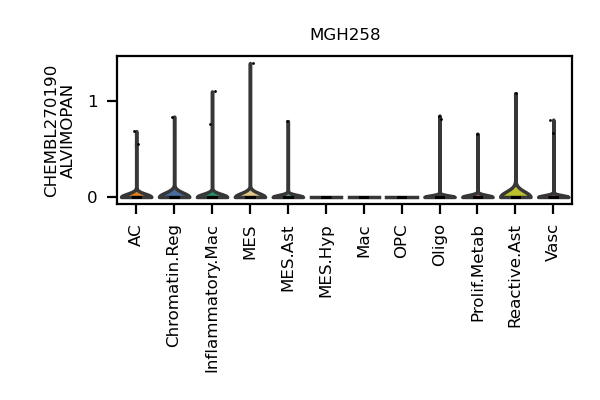 MGH258
CHEMBL270190
ALVIMOPAN
1
0
AC
Chromatin.Reg
Inflammatory.Mac
MES
MES.Ast
MES.Hyp
Mac
OPC
Oligo
Prolif.Metab
Reactive.Ast
Vasc